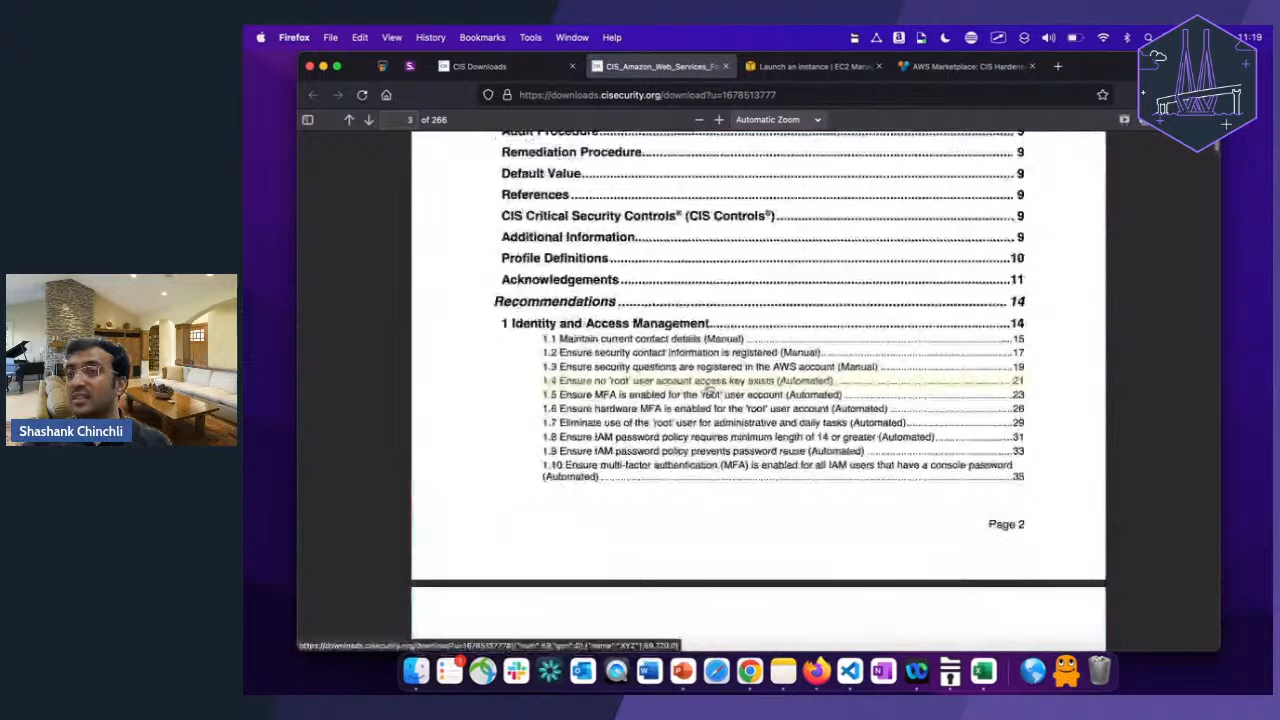 Firefox File Edit View History Bookmarks Tools Window Help 11:19
CIS Downloads CIS_Amazon_Web_Services_Fo Launch an instance | EC2 Mana AWS Marketplace: CIS Hardene
https://downloads.cisecurity.org/download?u=1678513777
3 of 266 Automatic Zoom
Audit Procedure 9
Remediation Procedure 9
Default Value 9
References 9
CIS Critical Security Controls® (CIS Controls®) 9
Additional Information 9
Profile Definitions 10
Acknowledgements 11
Recommendations 14
1 Identity and Access Management 14
1.1 Maintain current contact details (Manual) 15
1.2 Ensure security contact information is registered (Manual) 17
1.3 Ensure security questions are registered in the AWS account (Manual) 19
1.4 Ensure no 'root' user account access key exists (Automated) 21
1.5 Ensure MFA is enabled for the 'root' user account (Automated) 23
1.6 Ensure hardware MFA is enabled for the 'root' user account (Automated) 26
1.7 Eliminate use of the 'root' user for administrative and daily tasks (Automated) 29
1.8 Ensure IAM password policy requires minimum length of 14 or greater (Automated) 31
1.9 Ensure IAM password policy prevents password reuse (Automated) 33
1.10 Ensure multi-factor authentication (MFA) is enabled for all IAM users that have a console password
(Automated) 35
Page 2
Shashank Chinchli